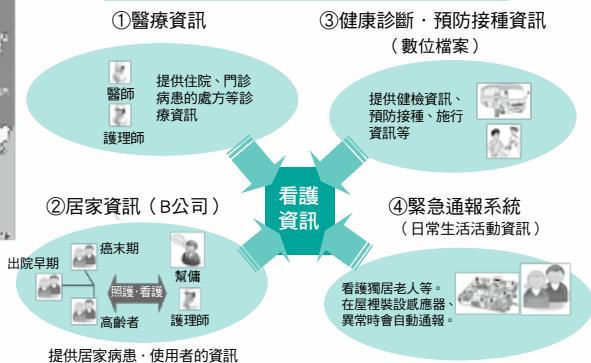 ①醫療資訊
醫師
護理師
提供住院、門診
病患的處方等診
療資訊
③健康診斷・預防接種資訊
（數位檔案）
提供健檢資訊、
預防接種、施行
資訊等
看護
資訊
②居家資訊（B公司）
出院早期
癌末期
高齡者
照護・看護
幫傭
護理師
提供居家病患・使用者的資訊
④緊急通報系統
（日常生活活動資訊）
看護獨居老人等。
在屋裡裝設感應器、
異常時會自動通報。